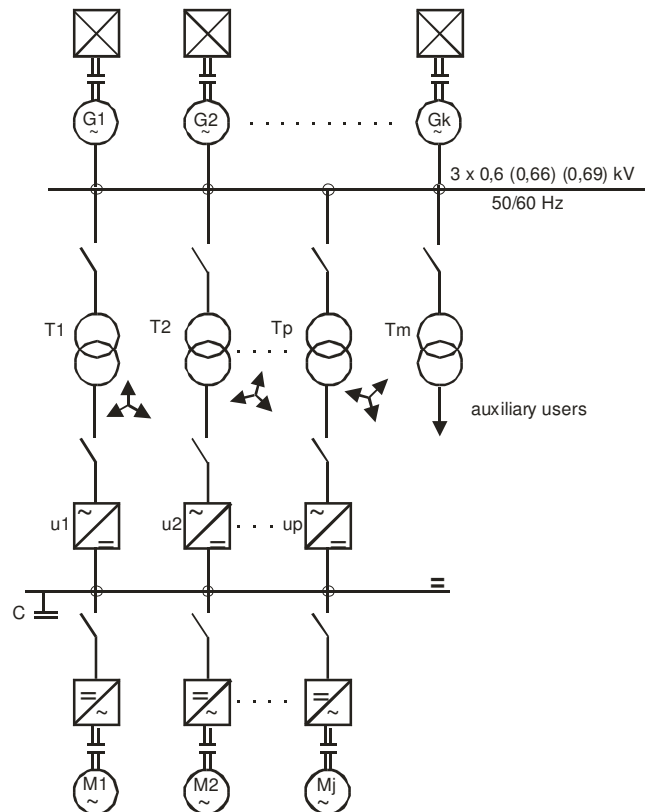 G1 G2 Gk
~ ~ ~
3 x 0,6 (0,66) (0,69) kV
50/60 Hz
T1 T2 Tp Tm
auxiliary users
u1 u2 up
~ ~ ~
= = =
=
C
= = =
~ ~ ~
M1 M2 Mj
~ ~ ~